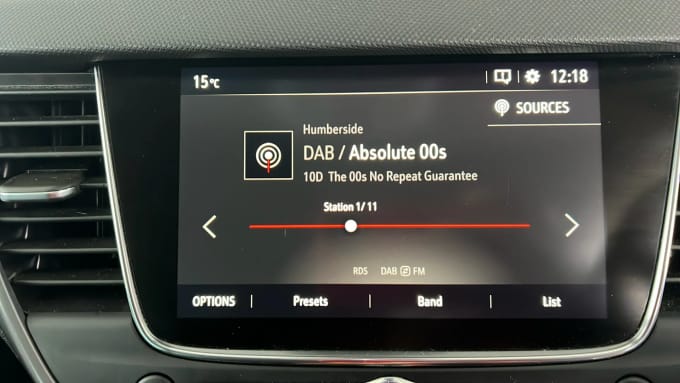 15°C 12:18
SOURCES
Humberside
DAB / Absolute 00s
10D The 00s No Repeat Guarantee
Station 1/ 11
RDS DAB FM
OPTIONS Presets Band List